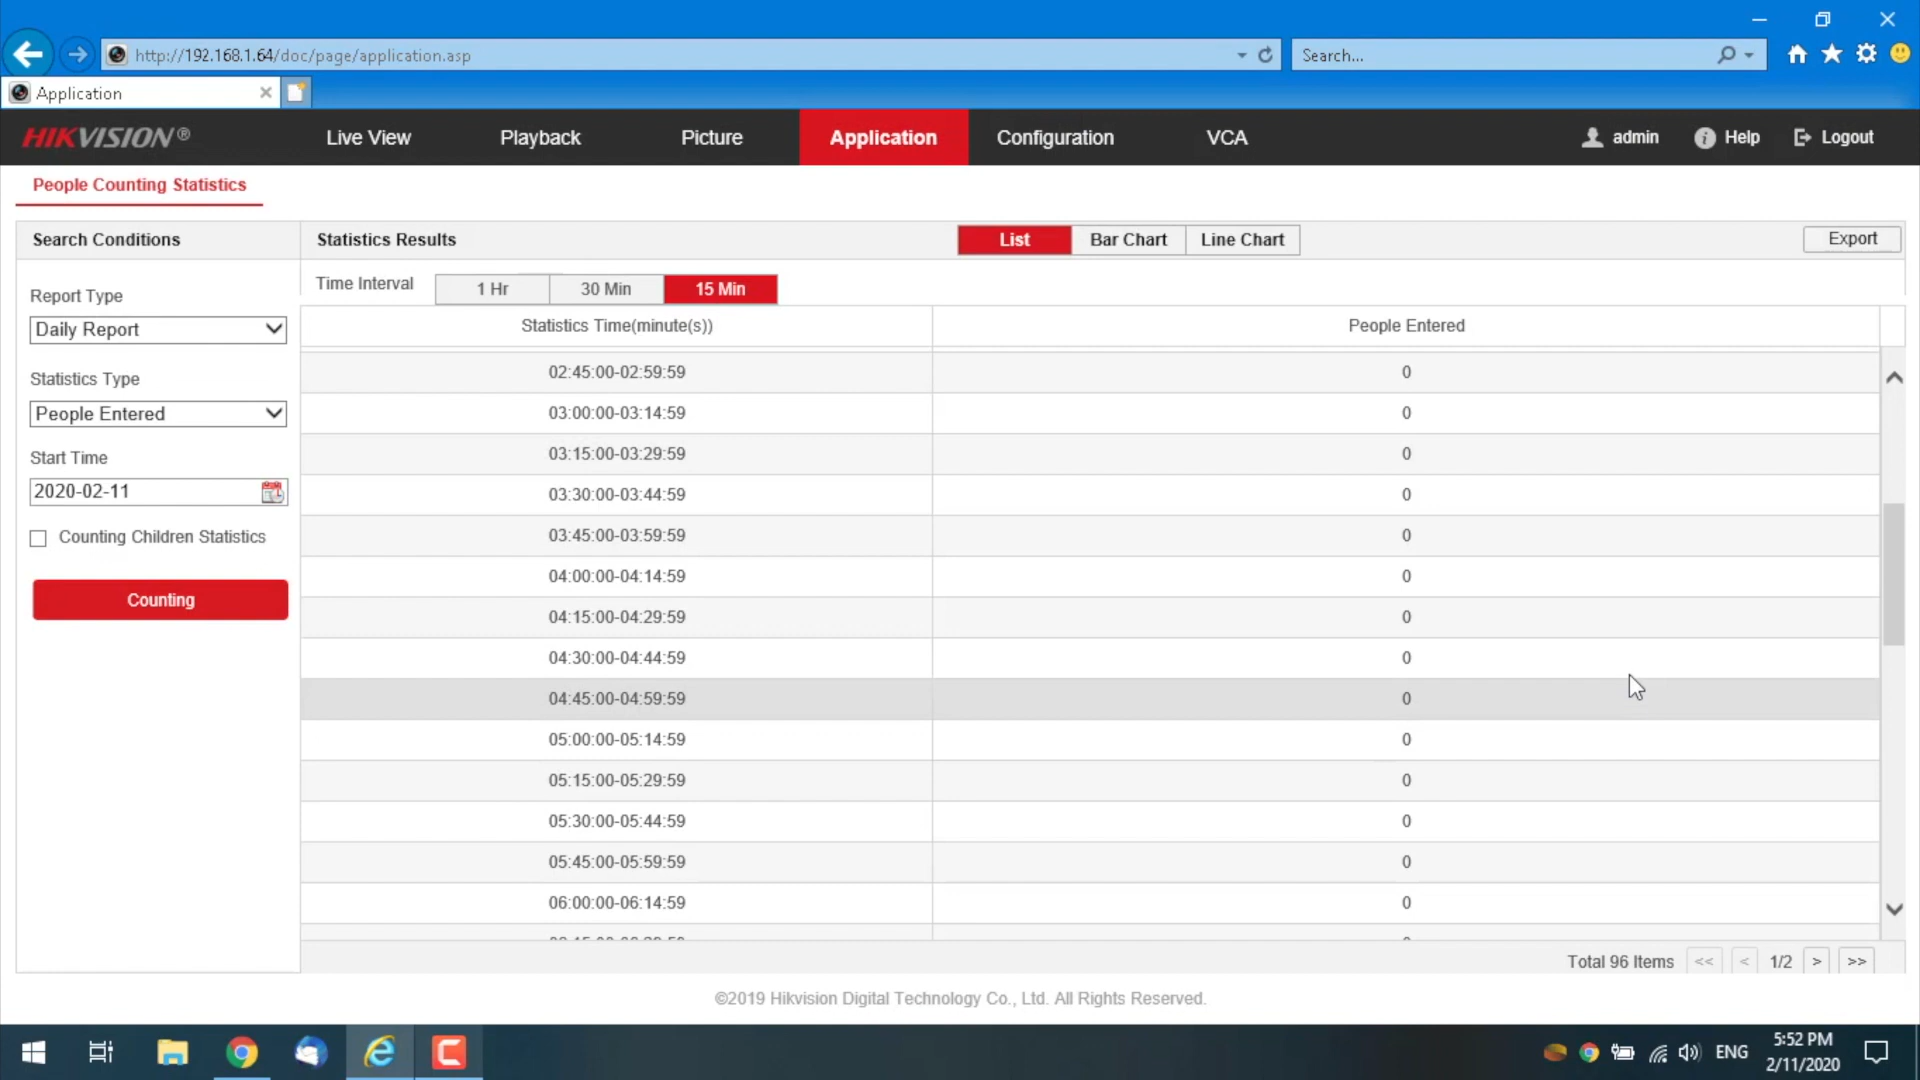 http://192.168.1.64/doc/page/application.asp
Search...
Application
HIKVISION®
Live View
Playback
Picture
Application
Configuration
VCA
admin
Help
Logout
People Counting Statistics
Search Conditions
Statistics Results
List
Bar Chart
Line Chart
Export
Report Type
Daily Report
Statistics Type
People Entered
Start Time
2020-02-11
Counting Children Statistics
Counting
Time Interval
1 Hr
30 Min
15 Min
Statistics Time(minute(s))
People Entered
02:45:00-02:59:59 0
03:00:00-03:14:59 0
03:15:00-03:29:59 0
03:30:00-03:44:59 0
03:45:00-03:59:59 0
04:00:00-04:14:59 0
04:15:00-04:29:59 0
04:30:00-04:44:59 0
04:45:00-04:59:59 0
05:00:00-05:14:59 0
05:15:00-05:29:59 0
05:30:00-05:44:59 0
05:45:00-05:59:59 0
06:00:00-06:14:59 0
Total 96 Items << < 1/2 > >>
©2019 Hikvision Digital Technology Co., Ltd. All Rights Reserved.
ENG
5:52 PM
2/11/2020